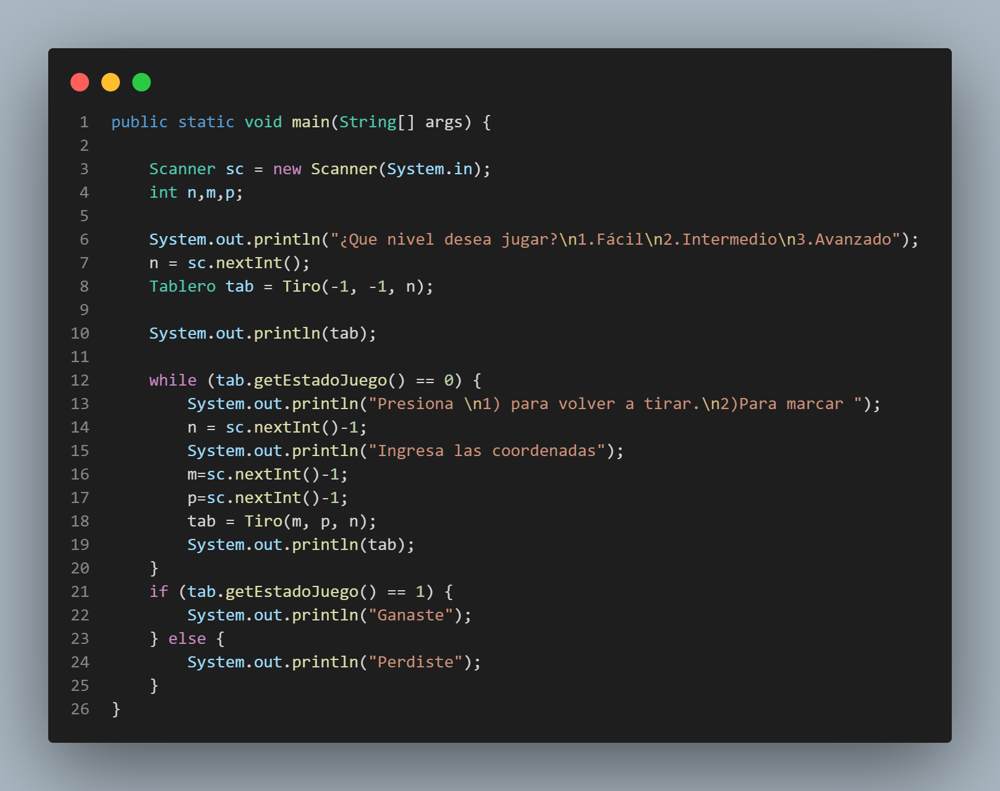 1 public static void main(String[] args) {
2
3     Scanner sc = new Scanner(System.in);
4     int n,m,p;
5
6     System.out.println("¿Que nivel desea jugar?\n1.Fácil\n2.Intermedio\n3.Avanzado");
7     n = sc.nextInt();
8     Tablero tab = Tiro(-1, -1, n);
9
10     System.out.println(tab);
11
12     while (tab.getEstadoJuego() == 0) {
13         System.out.println("Presiona \n1) para volver a tirar.\n2)Para marcar ");
14         n = sc.nextInt()-1;
15         System.out.println("Ingresa las coordenadas");
16         m=sc.nextInt()-1;
17         p=sc.nextInt()-1;
18         tab = Tiro(m, p, n);
19         System.out.println(tab);
20     }
21     if (tab.getEstadoJuego() == 1) {
22         System.out.println("Ganaste");
23     } else {
24         System.out.println("Perdiste");
25     }
26 }